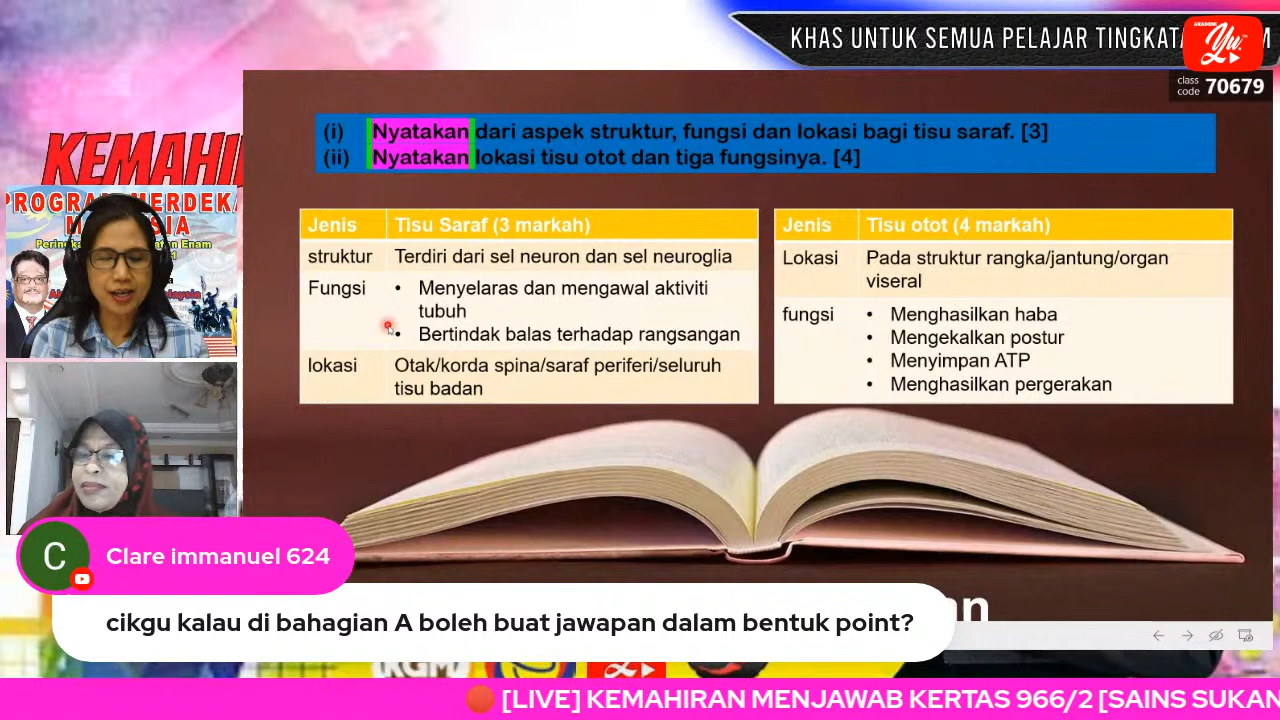 KHAS UNTUK SEMUA PELAJAR TINGKATA
AKADEMI
Yu.
class code 70679
KEMAHI
PROGRAM MERDEKA
(i) Nyatakan dari aspek struktur, fungsi dan lokasi bagi tisu saraf. [3]
(ii) Nyatakan lokasi tisu otot dan tiga fungsinya. [4]
Jenis Tisu Saraf (3 markah)
struktur Terdiri dari sel neuron dan sel neuroglia
Fungsi • Menyelaras dan mengawal aktiviti
tubuh
• Bertindak balas terhadap rangsangan
lokasi Otak/korda spina/saraf periferi/seluruh
tisu badan
Jenis Tisu otot (4 markah)
Lokasi Pada struktur rangka/jantung/organ
viseral
fungsi • Menghasilkan haba
• Mengekalkan postur
• Menyimpan ATP
• Menghasilkan pergerakan
C Clare immanuel 624
cikgu kalau di bahagian A boleh buat jawapan dalam bentuk point?
an
[LIVE] KEMAHIRAN MENJAWAB KERTAS 966/2 [SAINS SUKAN